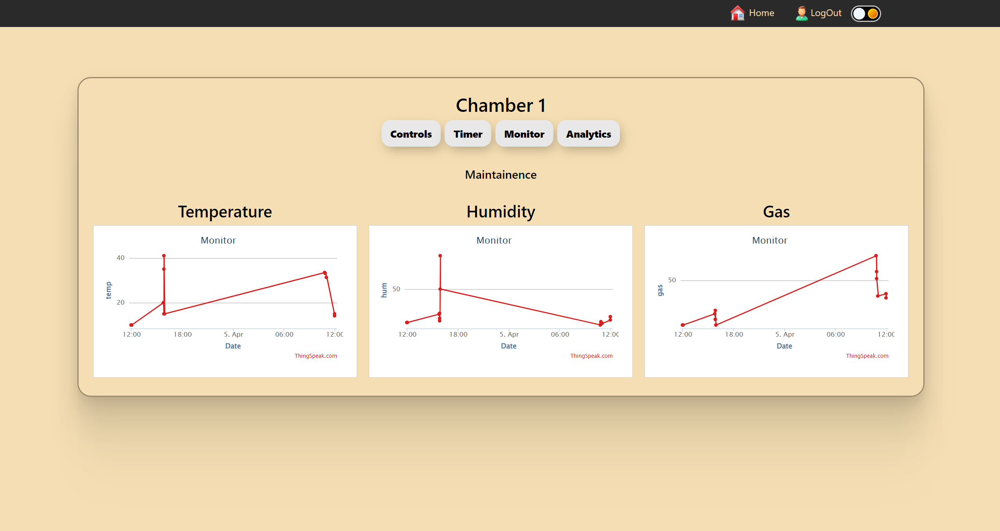 Home LogOut
Chamber 1
Controls Timer Monitor Analytics
Maintainence
Temperature
Monitor
40
20
temp
12:00 18:00 5. Apr 06:00 12:00
Date
ThingSpeak.com
Humidity
Monitor
50
hum
12:00 18:00 5. Apr 06:00 12:00
Date
ThingSpeak.com
Gas
Monitor
50
gas
12:00 18:00 5. Apr 06:00 12:00
Date
ThingSpeak.com